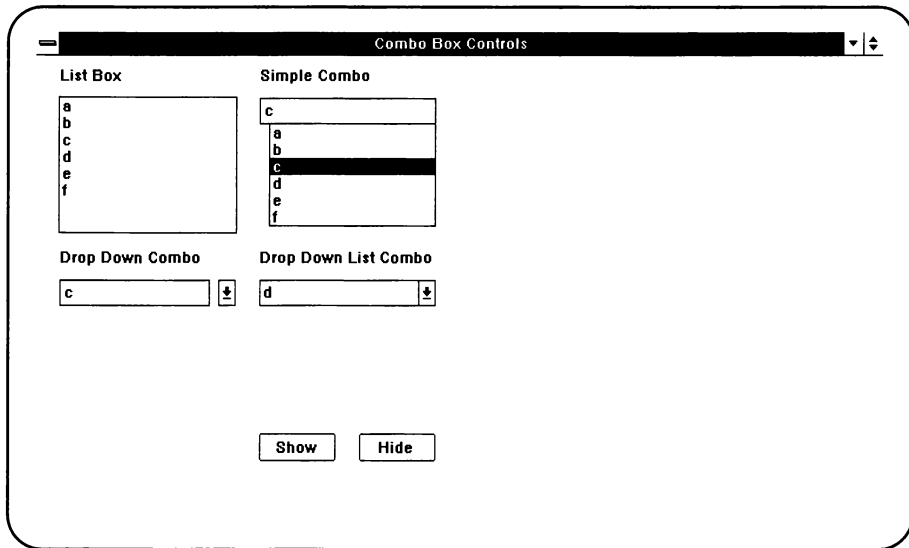 Combo Box Controls
List Box
a
b
c
d
e
f
Simple Combo
c
a
b
c
d
e
f
Drop Down Combo
c
Drop Down List Combo
d
Show
Hide